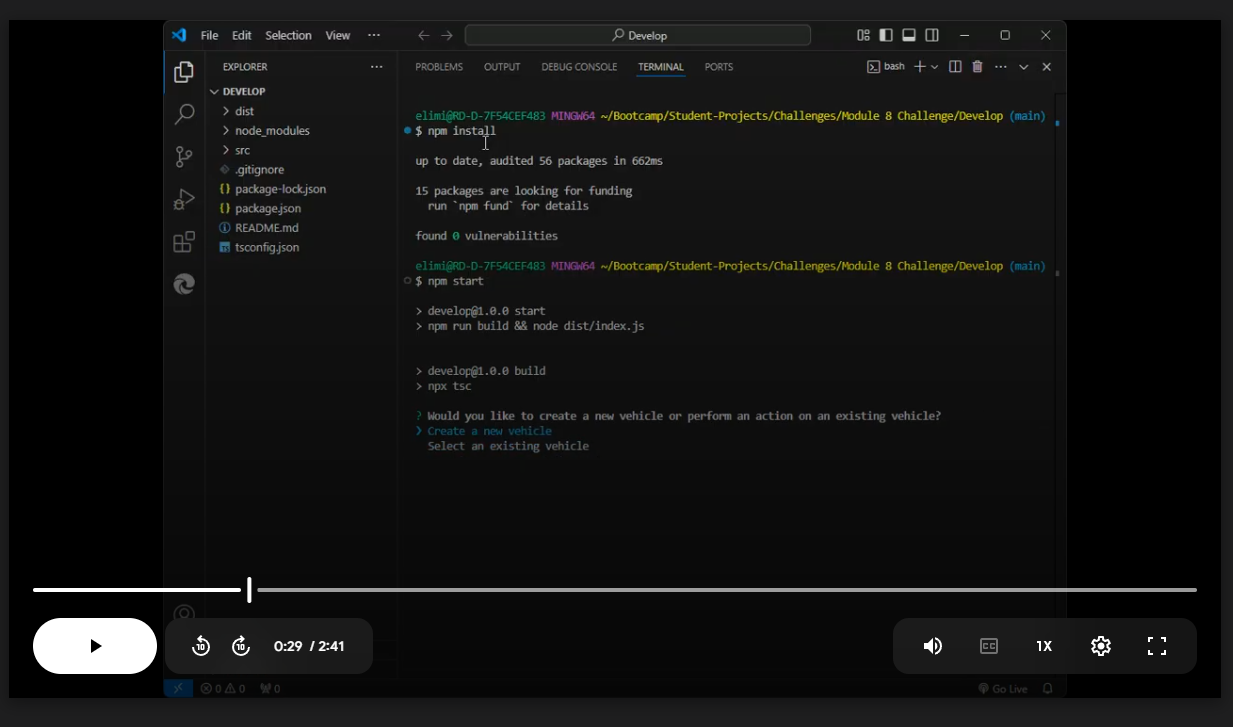 File Edit Selection View ··· Develop
EXPLORER ···
DEVELOP
dist
node_modules
src
.gitignore
package-lock.json
package.json
README.md
tsconfig.json
PROBLEMS OUTPUT DEBUG CONSOLE TERMINAL PORTS bash
elimi@RD-D-7F54CEF483 MINGW64 ~/Bootcamp/Student-Projects/Challenges/Module 8 Challenge/Develop (main)
$ npm install
up to date, audited 56 packages in 662ms
15 packages are looking for funding
run `npm fund` for details
found 0 vulnerabilities
elimi@RD-D-7F54CEF483 MINGW64 ~/Bootcamp/Student-Projects/Challenges/Module 8 Challenge/Develop (main)
$ npm start
> develop@1.0.0 start
> npm run build && node dist/index.js
> develop@1.0.0 build
> npx tsc
? Would you like to create a new vehicle or perform an action on an existing vehicle?
> Create a new vehicle
Select an existing vehicle
10 10 0:29 / 2:41 CC 1X
0 0 0 Go Live